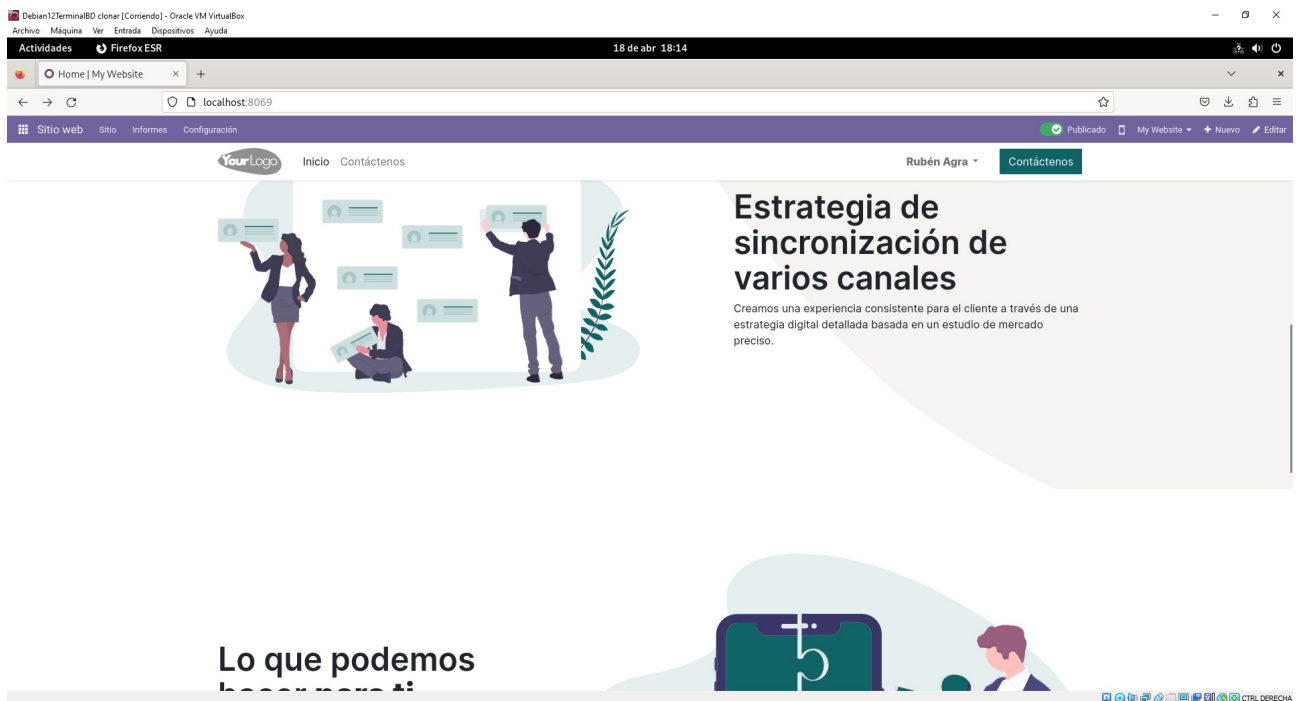 Debian12TerminalBD clonar [Corriendo] - Oracle VM VirtualBox
Archivo Máquina Ver Entrada Dispositivos Ayuda
Actividades Firefox ESR 18 de abr 18:14
Home | My Website
localhost:8069
Sitio web Sitio Informes Configuración Publicado My Website Nuevo Editar
YourLogo Inicio Contáctenos Rubén Agra Contáctenos
Estrategia de
sincronización de
varios canales
Creamos una experiencia consistente para el cliente a través de una
estrategia digital detallada basada en un estudio de mercado
preciso.
Lo que podemos
hacer para ti
CTRL DERECHA